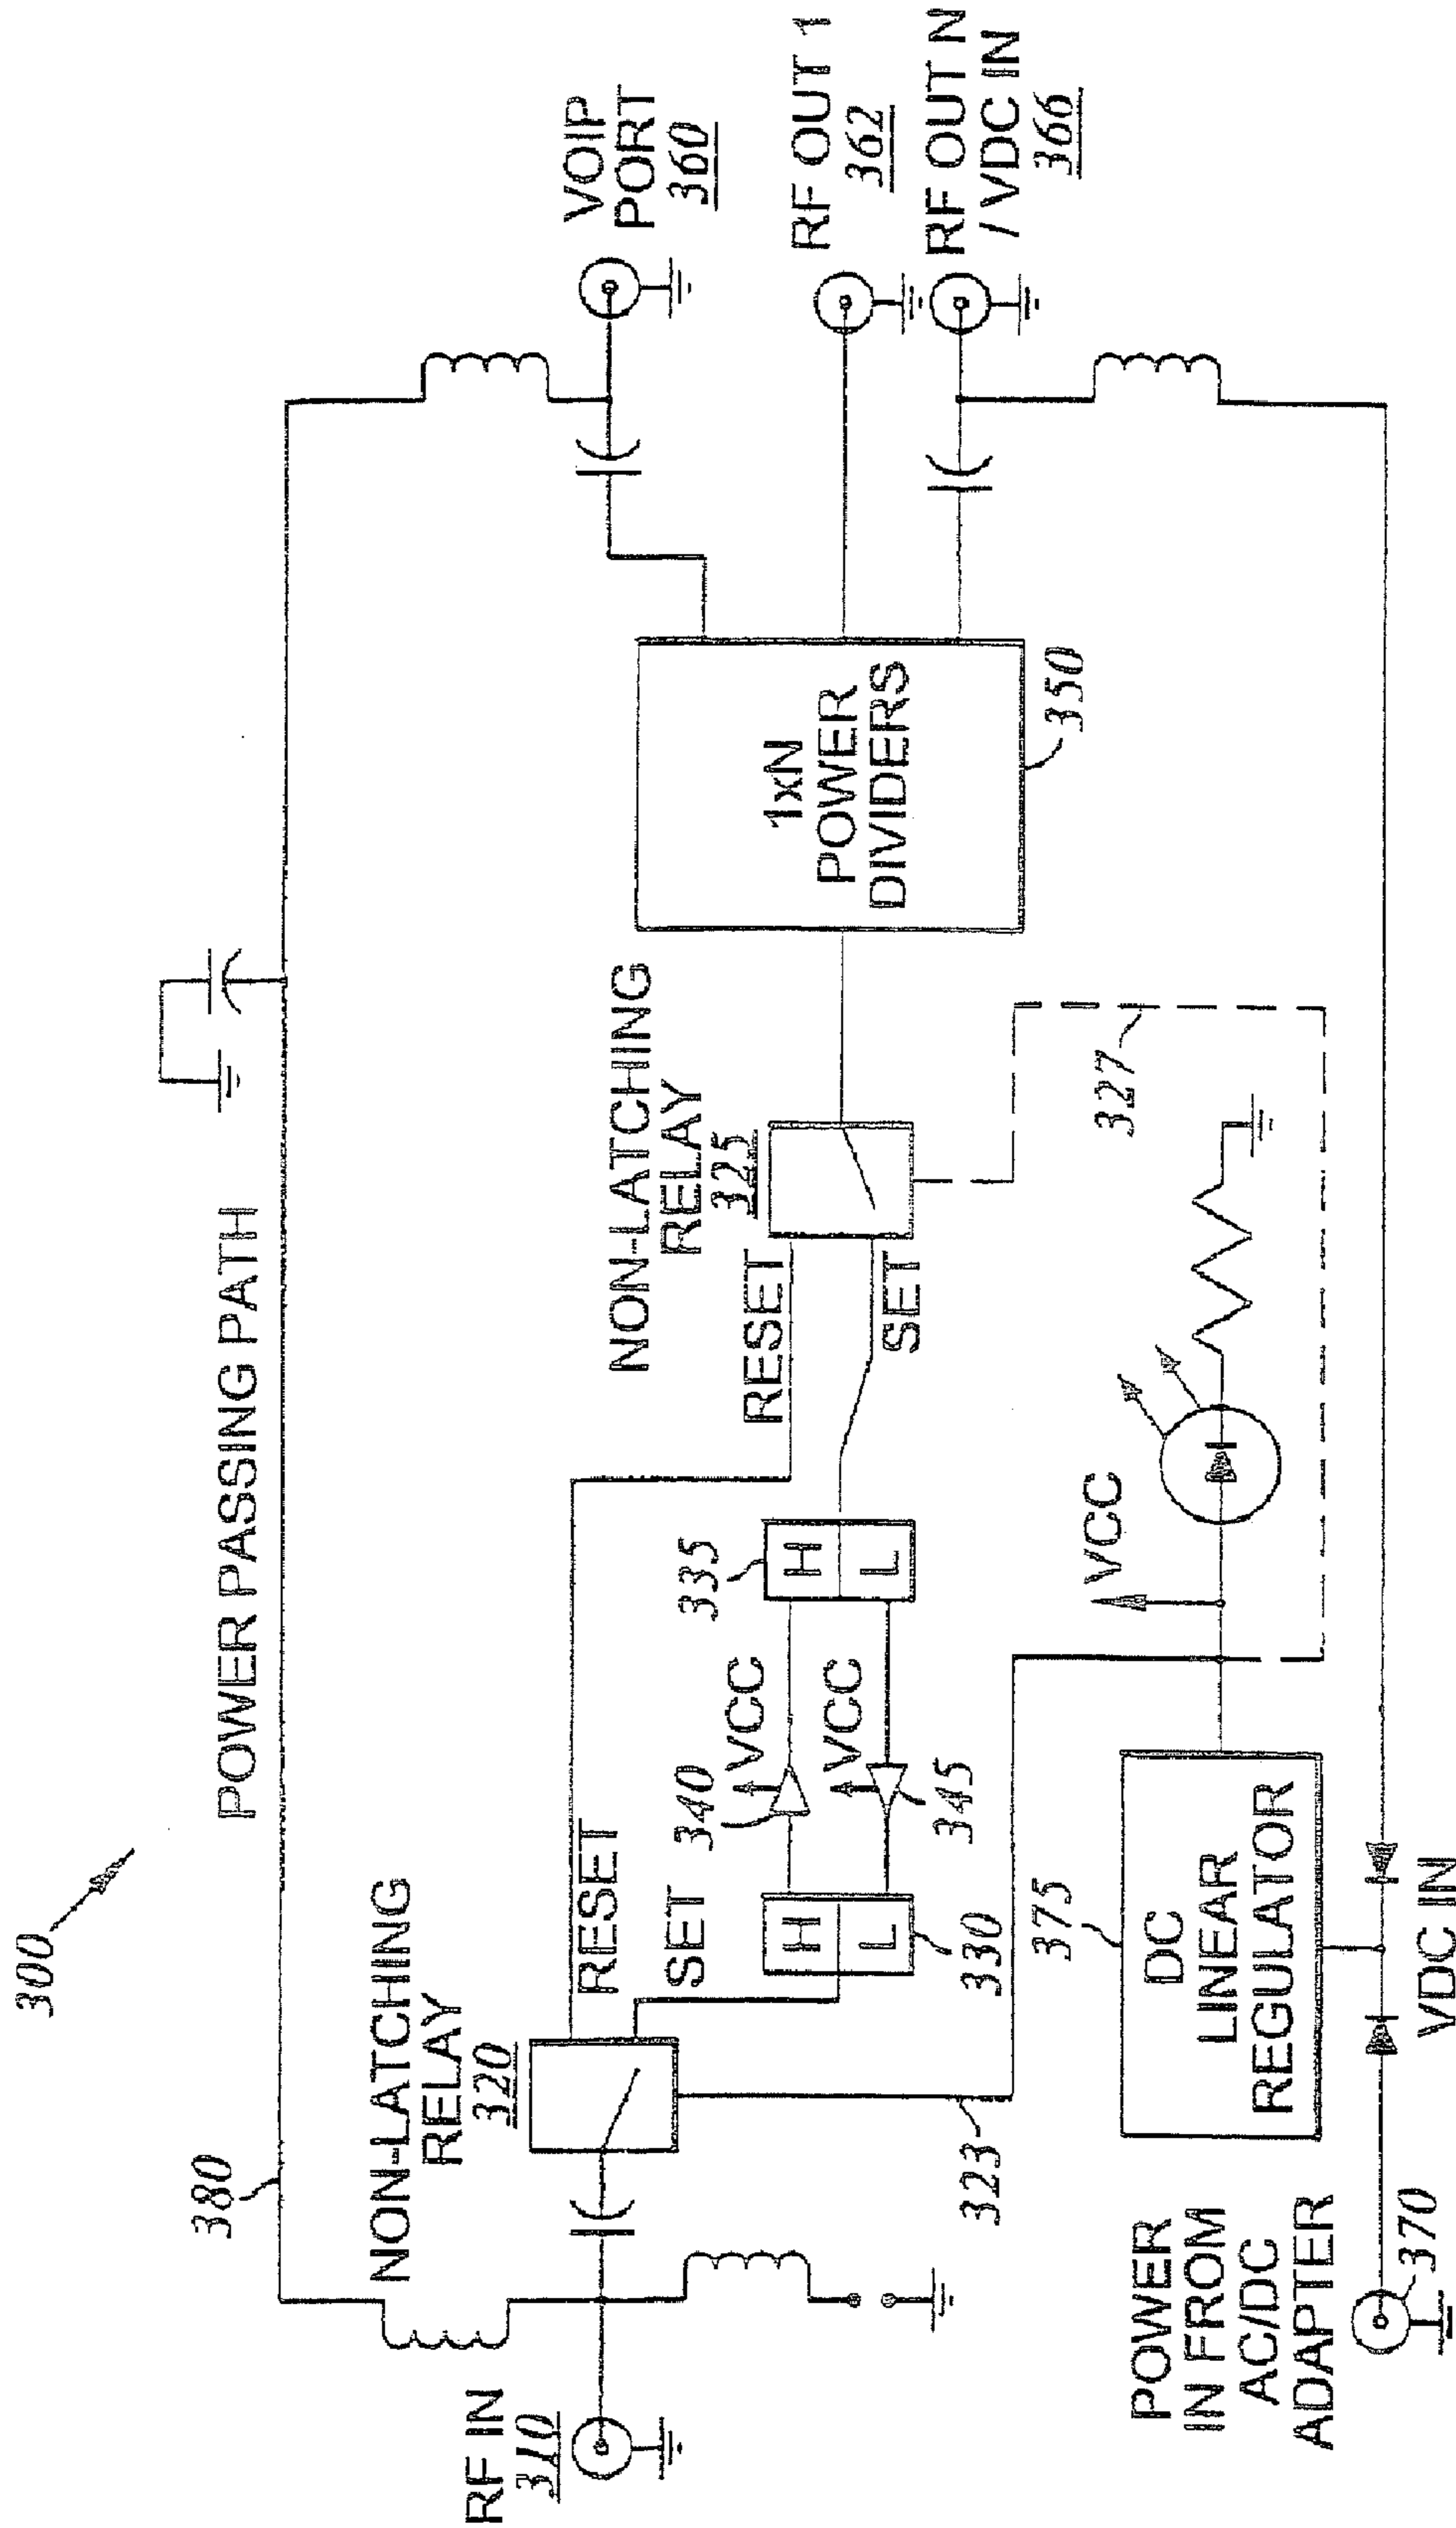 300
POWER PASSING PATH
380
NON-LATCHING
RELAY
320
RESET
SET
RF IN
310
323
340
VCC
VCC
345
H
L
330
335
H
L
RESET
SET
NON-LATCHING
RELAY
325
327
1xN
POWER
DIVIDERS
350
VOIP
PORT
360
RF OUT 1
362
RF OUT N
/ VDC IN
366
VCC
375
DC
LINEAR
REGULATOR
POWER
IN FROM
AC/DC
ADAPTER
370
VDC IN